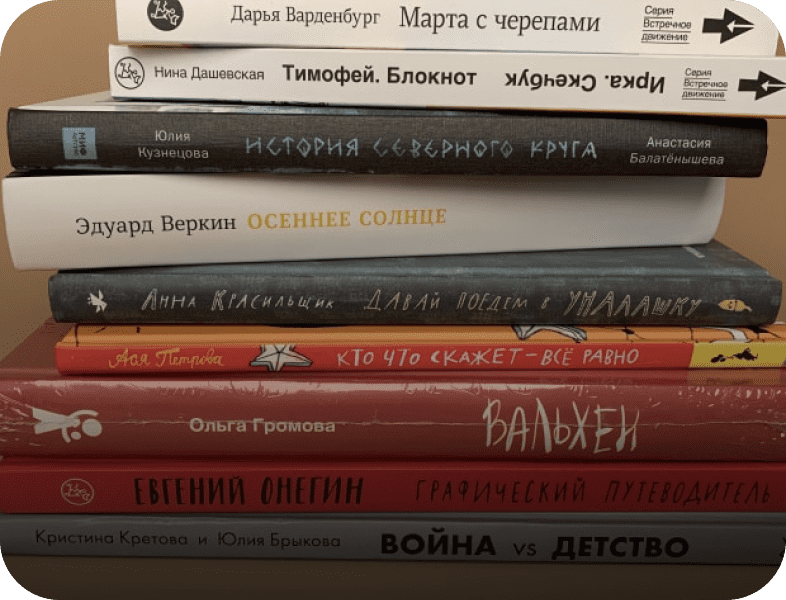 Дарья Варденбург Марта с черепами
Серия
Встречное
движение
Нина Дашевская Тимофей. Блокнот Ирка. Скечбук
Серия
Встречное
движение
МИФ
Юлия
Кузнецова
ИСТОРИЯ СЕВЕРНОГО КРУГА
Анастасия
Балатёнышева
Эдуард Веркин ОСЕННЕЕ СОЛНЦЕ
АННА КРАСИЛЬЩИК ДАВАЙ ПОЕДЕМ В УНАЛАШКУ
Ася Петрова КТО ЧТО СКАЖЕТ – ВСЁ РАВНО
Ольга Громова ВАЛЬХЕН
ЕВГЕНИЙ ОНЕГИН ГРАФИЧЕСКИЙ ПУТЕВОДИТЕЛЬ
Кристина Кретова и Юлия Брыкова ВОЙНА vs ДЕТСТВО